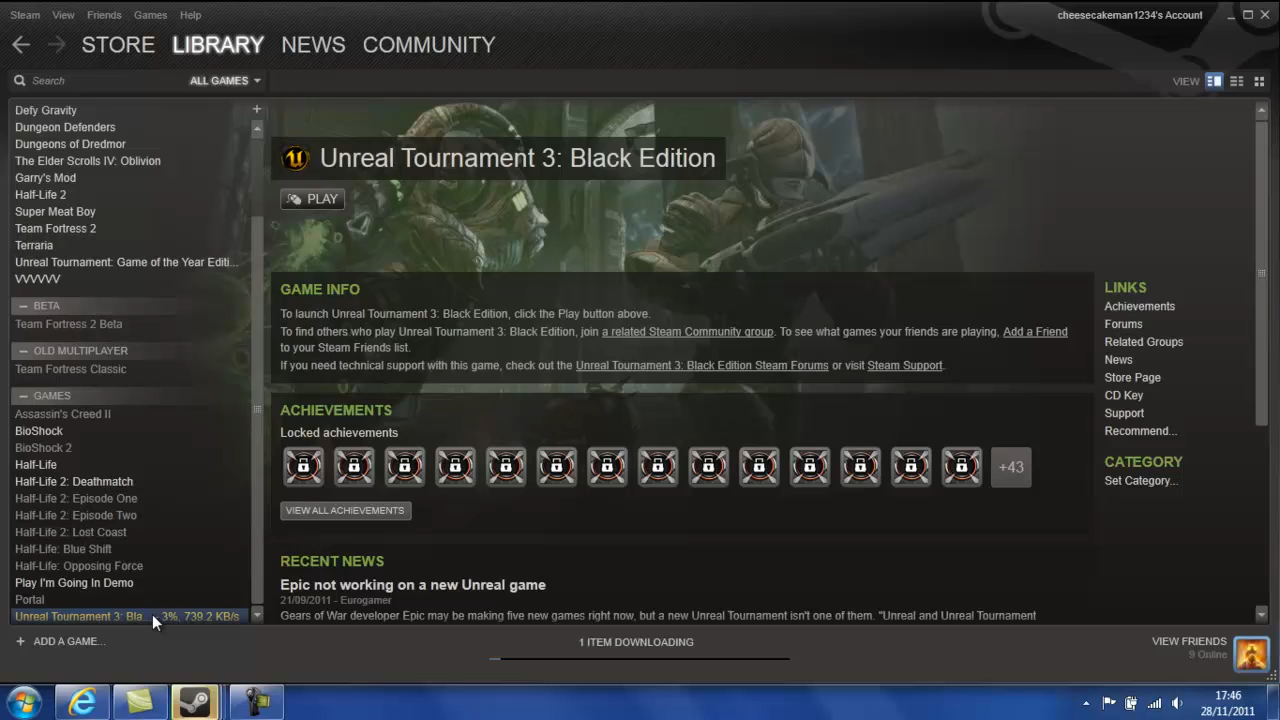 Steam View Friends Games Help
cheesecakeman1234's Account
STORE LIBRARY NEWS COMMUNITY
Search
ALL GAMES
VIEW
Defy Gravity
Dungeon Defenders
Dungeons of Dredmor
The Elder Scrolls IV: Oblivion
Garry's Mod
Half-Life 2
Super Meat Boy
Team Fortress 2
Terraria
Unreal Tournament: Game of the Year Editi...
VVVVVV
BETA
Team Fortress 2 Beta
OLD MULTIPLAYER
Team Fortress Classic
GAMES
Assassin's Creed II
BioShock
BioShock 2
Half-Life
Half-Life 2: Deathmatch
Half-Life 2: Episode One
Half-Life 2: Episode Two
Half-Life 2: Lost Coast
Half-Life: Blue Shift
Half-Life: Opposing Force
Play I'm Going In Demo
Portal
Unreal Tournament 3: Bla... 3%, 739.2 KB/s
+ ADD A GAME...
Unreal Tournament 3: Black Edition
PLAY
GAME INFO
To launch Unreal Tournament 3: Black Edition, click the Play button above.
To find others who play Unreal Tournament 3: Black Edition, join a related Steam Community group. To see what games your friends are playing, Add a Friend
to your Steam Friends list.
If you need technical support with this game, check out the Unreal Tournament 3: Black Edition Steam Forums or visit Steam Support.
ACHIEVEMENTS
Locked achievements
+43
VIEW ALL ACHIEVEMENTS
RECENT NEWS
Epic not working on a new Unreal game
21/09/2011 - Eurogamer
Gears of War developer Epic may be making five new games right now, but a new Unreal Tournament isn't one of them. "Unreal and Unreal Tournament
LINKS
Achievements
Forums
Related Groups
News
Store Page
CD Key
Support
Recommend...
CATEGORY
Set Category...
1 ITEM DOWNLOADING
VIEW FRIENDS
9 Online
17:46
28/11/2011